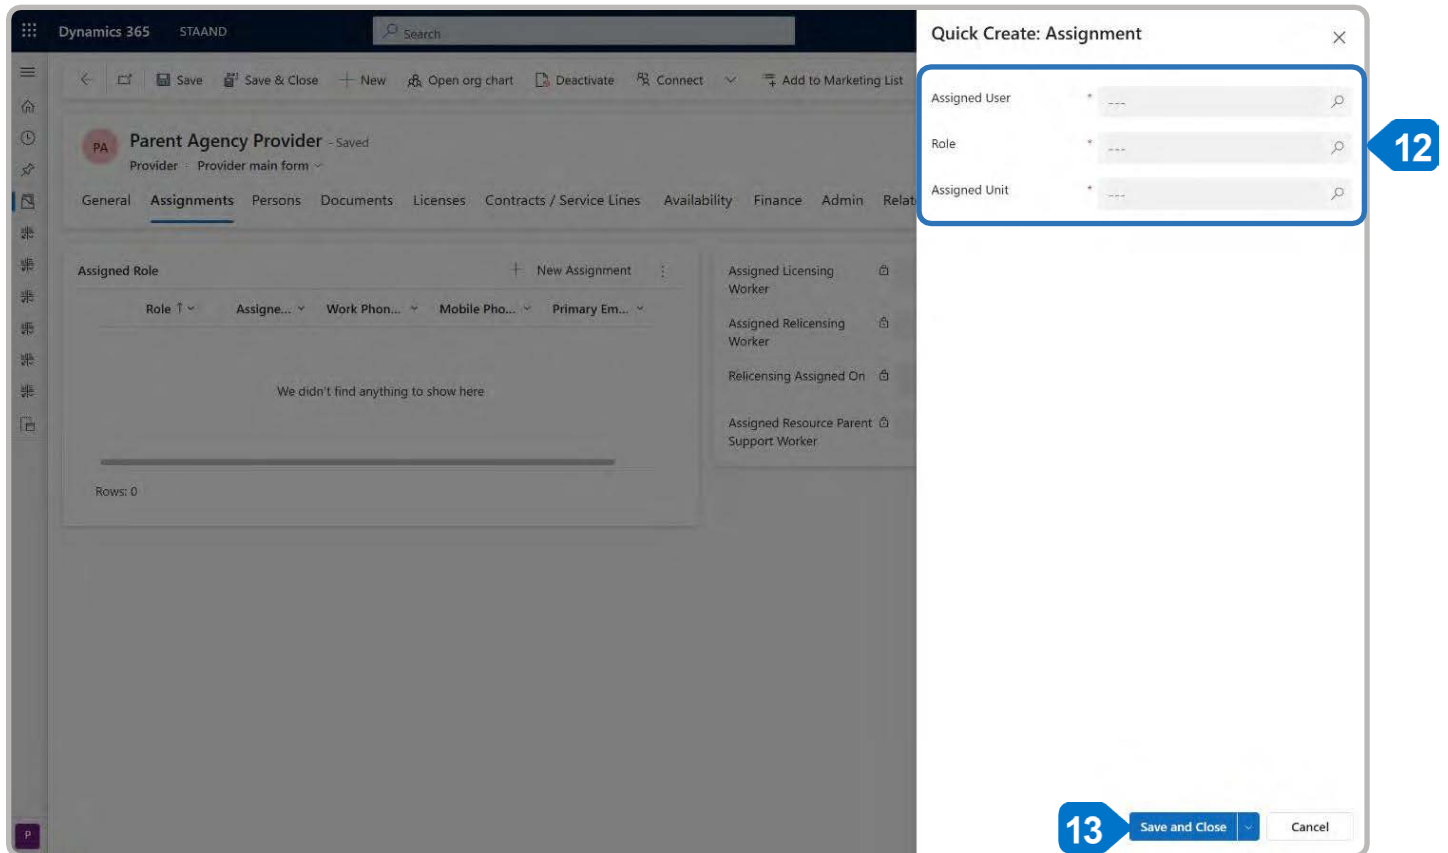 Dynamics 365 STAAND Search
Save Save & Close New Open org chart Deactivate Connect Add to Marketing List
PA
Parent Agency Provider - Saved
Provider · Provider main form
General Assignments Persons Documents Licenses Contracts / Service Lines Availability Finance Admin Relat
Assigned Role
New Assignment
Role Assigne... Work Phon... Mobile Pho... Primary Em...
We didn't find anything to show here
Rows: 0
Assigned Licensing
Worker
Assigned Relicensing
Worker
Relicensing Assigned On
Assigned Resource Parent
Support Worker
P
Quick Create: Assignment
Assigned User * ---
Role * ---
Assigned Unit * ---
12
13
Save and Close
Cancel